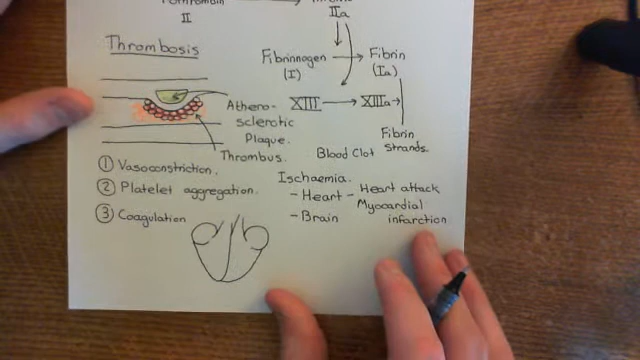 II
IIa
Thrombosis
Fibrinnogen
(I)
Fibrin
(Ia)
XIII
XIIIa
Fibrin
strands.
Blood Clot
Athero-
sclerotic
Plaque.
Thrombus.
① Vasoconstriction.
② Platelet aggregation.
③ Coagulation
Ischaemia.
- Heart - Heart attack
Myocardial
infarction
- Brain